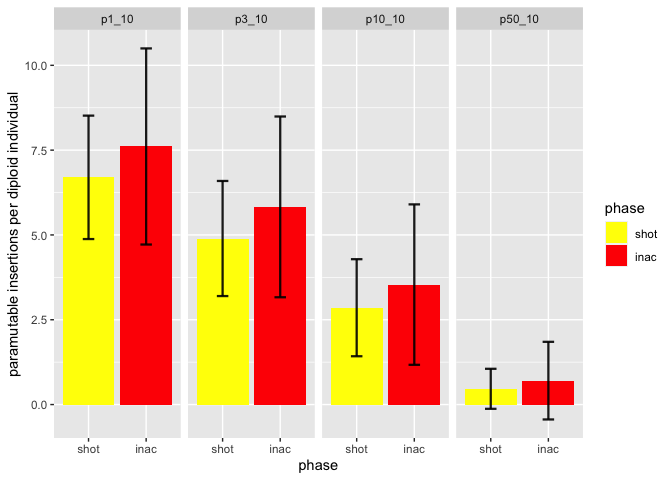 p1_10 p3_10 p10_10 p50_10
paramutable insertions per diploid individual
10.0
7.5
5.0
2.5
0.0
shot inac shot inac shot inac shot inac
phase
phase
shot
inac